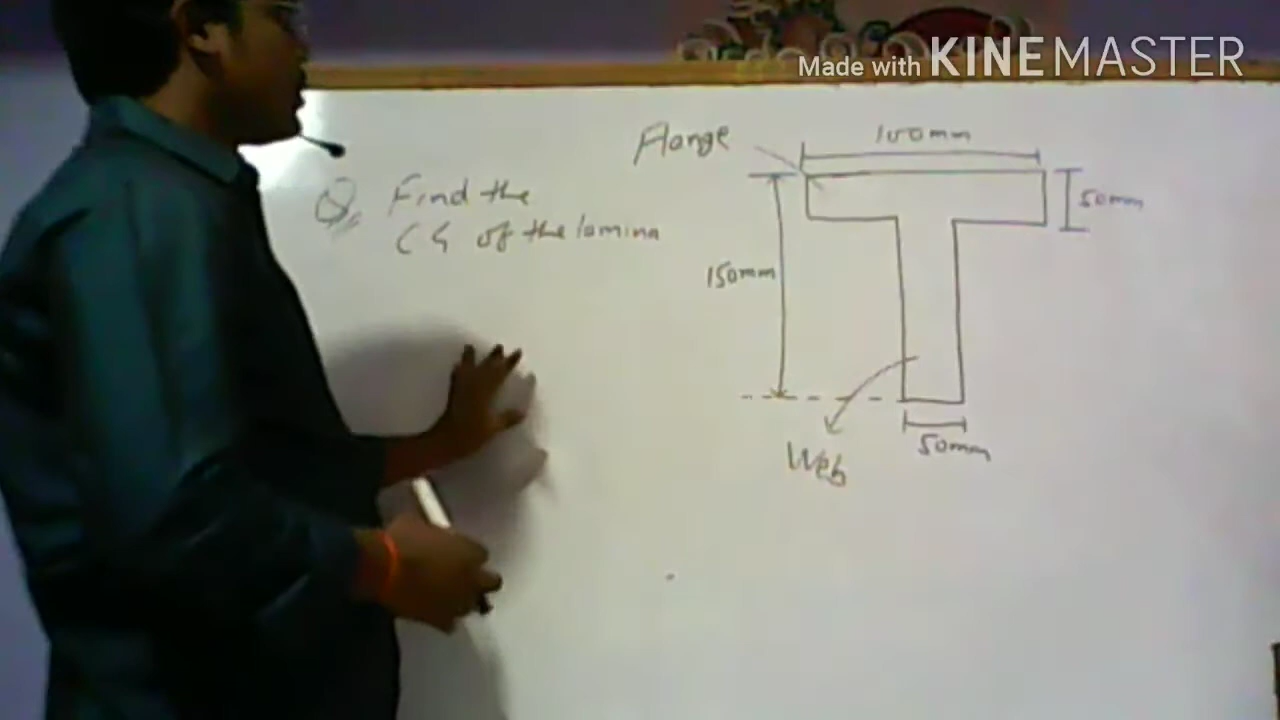 Made with KINEMASTER
Flange
100mm
Q. Find the
CG of the lamina
50mm
150mm
50mm
Web